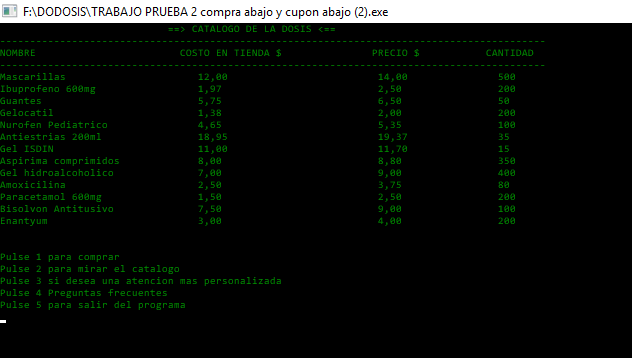 F:\DODOSIS\TRABAJO PRUEBA 2 compra abajo y cupon abajo (2).exe
==> CATALOGO DE LA DOSIS <==
NOMBRE COSTO EN TIENDA $ PRECIO $ CANTIDAD
Mascarillas 12,00 14,00 500
Ibuprofeno 600mg 1,97 2,50 200
Guantes 5,75 6,50 50
Gelocatil 1,38 2,00 200
Nurofen Pediatrico 4,65 5,35 100
Antiestrias 200ml 18,95 19,37 35
Gel ISDIN 11,00 11,70 15
Aspirima comprimidos 8,00 8,80 350
Gel hidroalcoholico 7,00 9,00 400
Amoxicilina 2,50 3,75 80
Paracetamol 600mg 1,50 2,50 200
Bisolvon Antitusivo 7,50 9,00 100
Enantyum 3,00 4,00 200
Pulse 1 para comprar
Pulse 2 para mirar el catalogo
Pulse 3 si desea una atencion mas personalizada
Pulse 4 Preguntas frecuentes
Pulse 5 para salir del programa